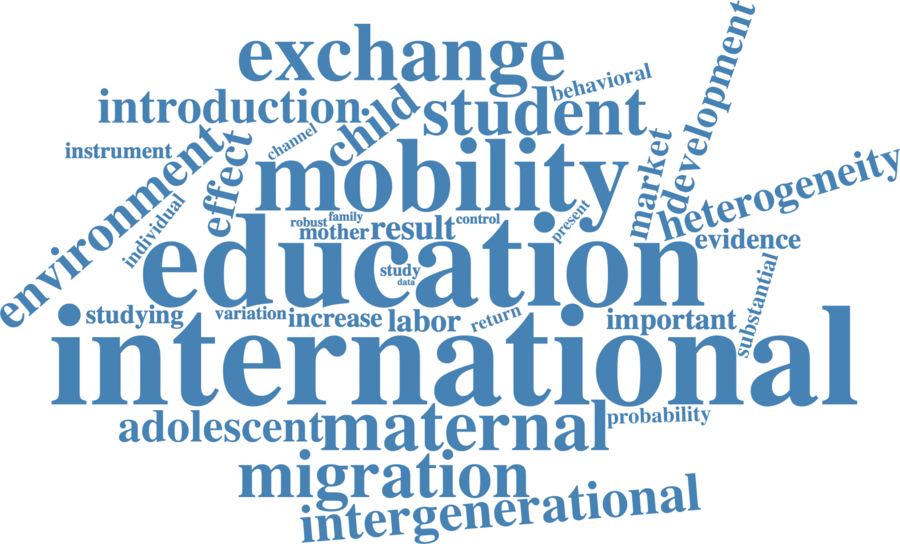 exchange
behavioral
development
introduction
child
student
channel
instrument
environment
effect
mobility
market
heterogeneity
individual
robust
family
mother
result
control
present
evidence
education
study
data
substantial
studying
variation
increase
labor
return
important
international
adolescent
maternal
probability
migration
intergenerational